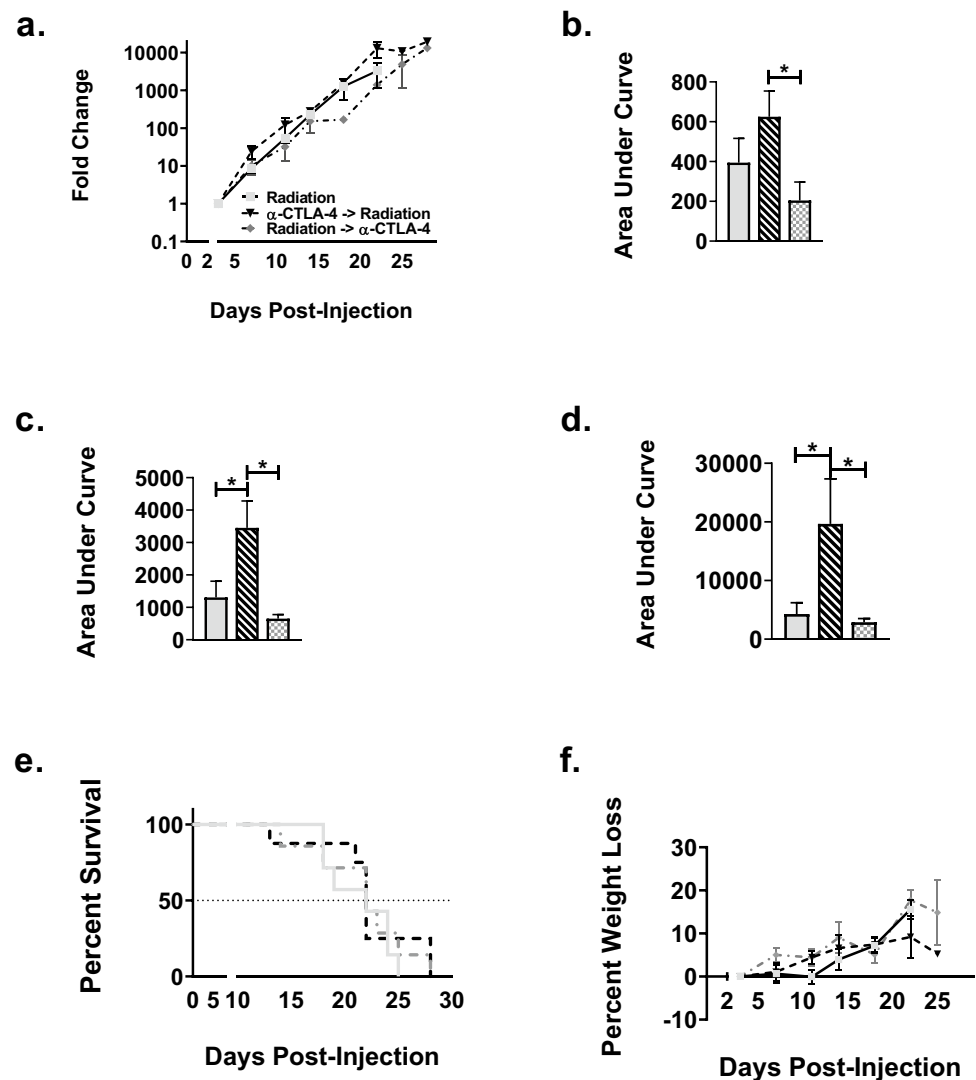 a.
Fold Change
10000
1000
100
10
1
0.1
Radiation
α-CTLA-4 -> Radiation
Radiation -> α-CTLA-4
0 2 5 10 15 20 25
Days Post-Injection
b.
Area Under Curve
800
600
400
200
0
*
c.
Area Under Curve
5000
4000
3000
2000
1000
0
* *
d.
Area Under Curve
30000
20000
10000
0
* *
e.
Percent Survival
100
50
0
0 5 10 15 20 25 30
Days Post-Injection
f.
Percent Weight Loss
30
20
10
0
-10
2 5 10 15 20 25
Days Post-Injection